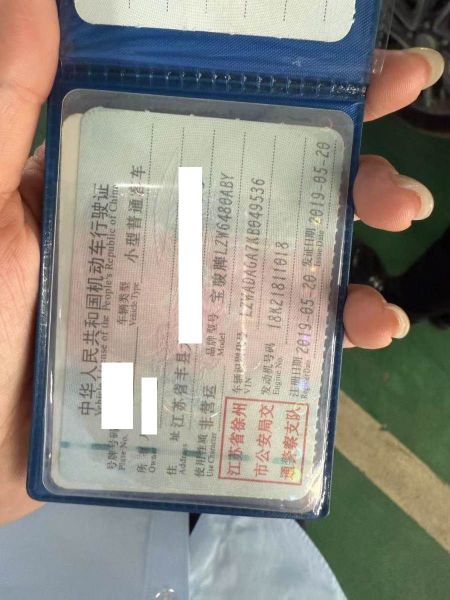 中华人民共和国机动车行驶证
Vehicle of the People's Republic of China
号牌号码 车辆类型 小型普通客车
Plate No. Vehicle Type
所
Owner
住 址 江苏省丰县
Address
使用性质 非营运 品牌型号 宝骏牌LZW6480ABY
Use Character Model
江苏省徐州
市公安局交
通警察支队
车辆识别代号 LZWADAGA7KB049536
VIN
发动机号码 18K21811018
Engine No.
注册日期 2019-05-20 发证日期 2019-05-20
Register Date Issue Date